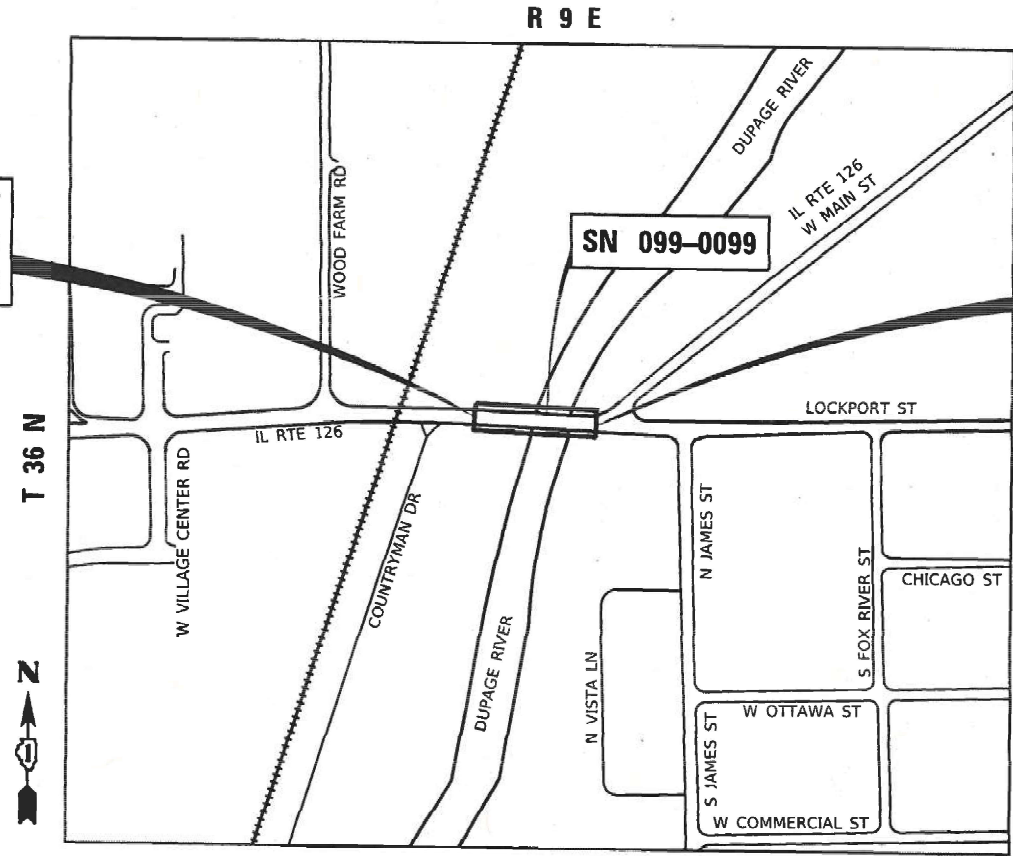 R 9 E
DUPAGE RIVER
IL RTE 126
W MAIN ST
WOOD FARM RD
SN 099-0099
LOCKPORT ST
IL RTE 126
T 36 N
W VILLAGE CENTER RD
COUNTRYMAN DR
N JAMES ST
S FOX RIVER ST
CHICAGO ST
DUPAGE RIVER
N VISTA LN
W OTTAWA ST
S JAMES ST
W COMMERCIAL ST
N